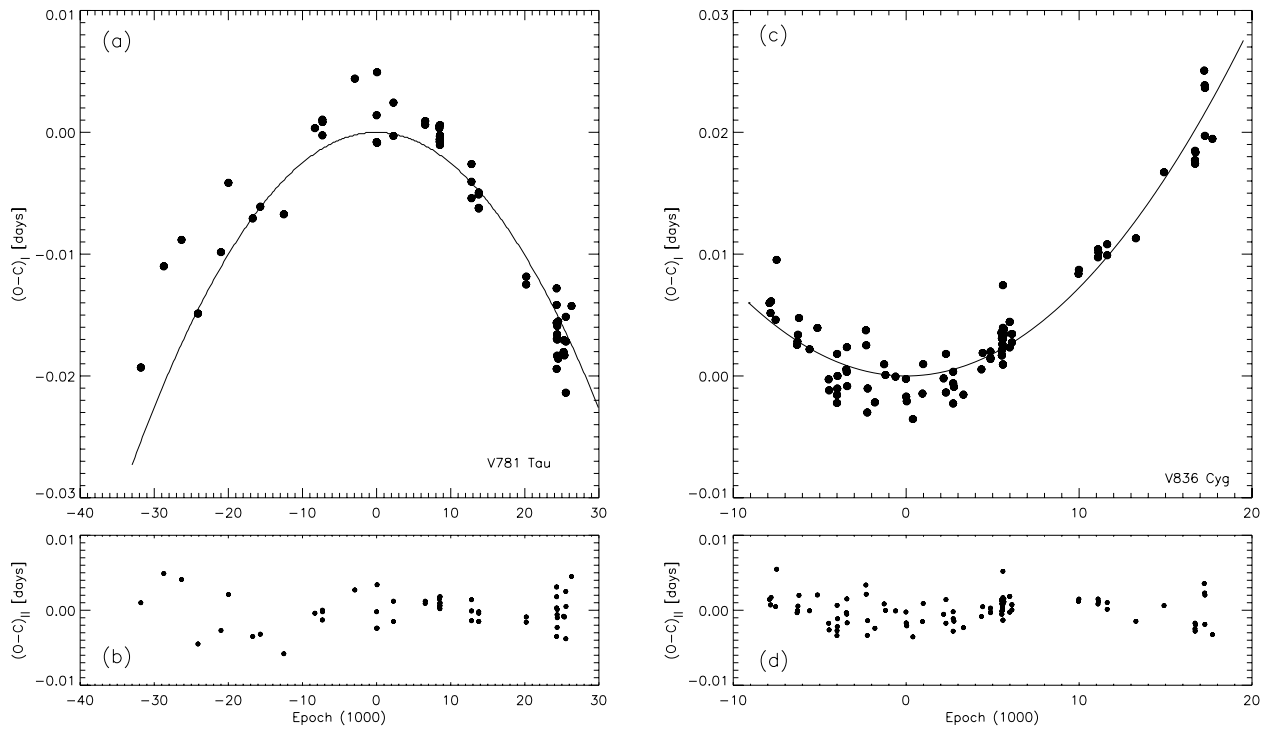 (a)
0.01
0.00
−0.01
−0.02
−0.03
(O−C)I [days]
V781 Tau
−40 −30 −20 −10 0 10 20 30
(c)
0.03
0.02
0.01
0.00
−0.01
(O−C)I [days]
V836 Cyg
−10 0 10 20
(b)
0.01
0.00
−0.01
(O−C)II [days]
−40 −30 −20 −10 0 10 20 30
Epoch (1000)
(d)
0.01
0.00
−0.01
(O−C)II [days]
−10 0 10 20
Epoch (1000)